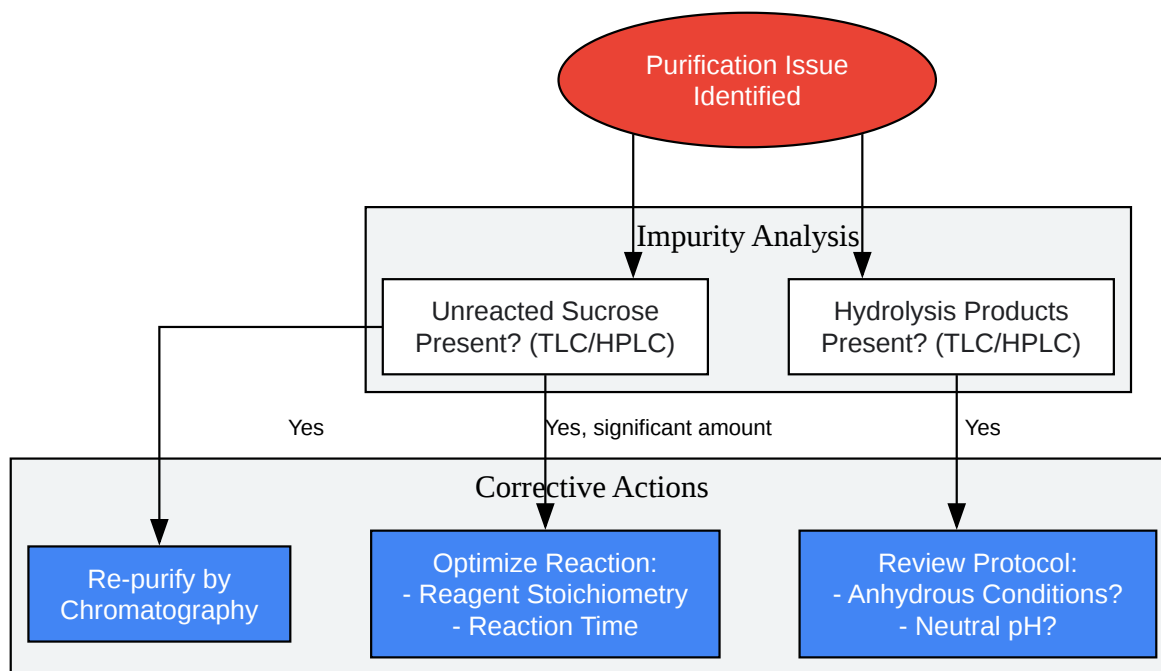 Purification Issue
Identified
Impurity Analysis
Unreacted Sucrose
Present? (TLC/HPLC)
Hydrolysis Products
Present? (TLC/HPLC)
Yes
Yes, significant amount
Yes
Corrective Actions
Re-purify by
Chromatography
Optimize Reaction:
- Reagent Stoichiometry
- Reaction Time
Review Protocol:
- Anhydrous Conditions?
- Neutral pH?